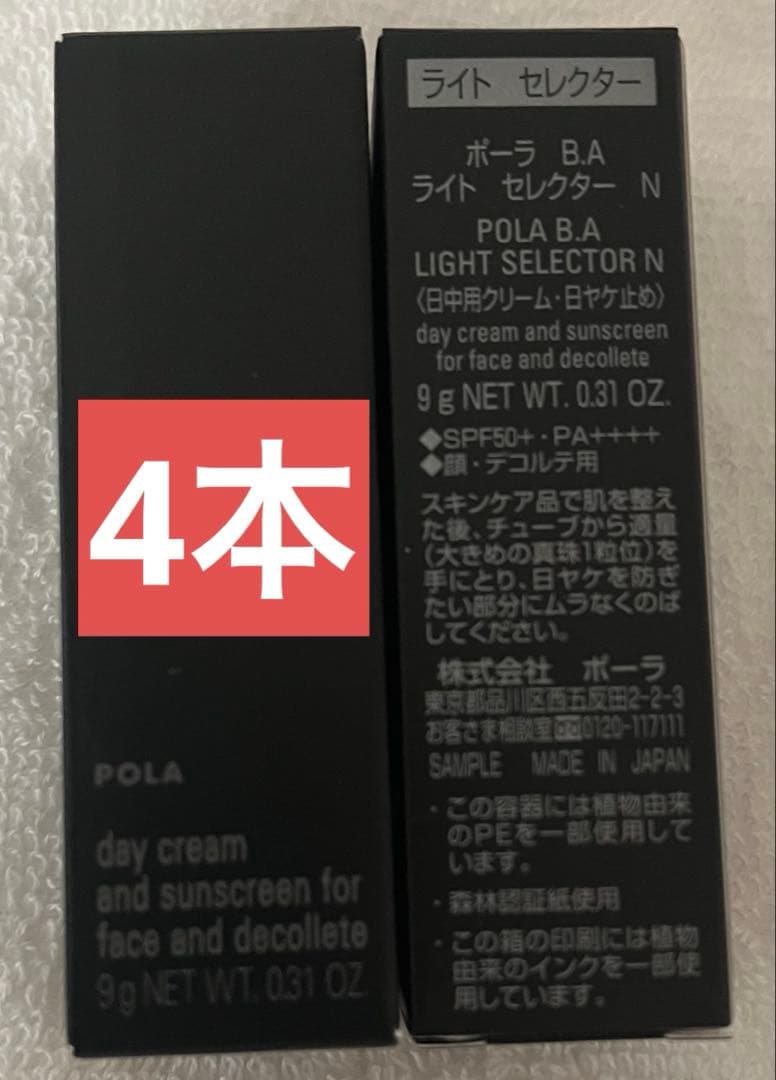 4本
POLA
day cream
and sunscreen for
face and decollete
9g NET WT. 0.31 OZ.
ライト セレクター
ポーラ B.A
ライト セレクター N
POLA B.A
LIGHT SELECTOR N
〈日中用クリーム・日ヤケ止め〉
day cream and sunscreen
for face and decollete
9 g NET WT. 0.31 OZ.
◆SPF50+・PA++++
◆顔・デコルテ用
スキンケア品で肌を整え
た後、チューブから適量
(大きめの真珠1粒位)を
手にとり、日ヤケを防ぎ
たい部分にムラなくのば
してください。
株式会社 ポーラ
東京都品川区西五反田2-2-3
お客さま相談室 0120-117111
SAMPLE MADE IN JAPAN
・この容器には植物由来
のPEを一部使用して
います。
・森林認証紙使用
・この箱の印刷には植物
由来のインクを一部使
用しています。